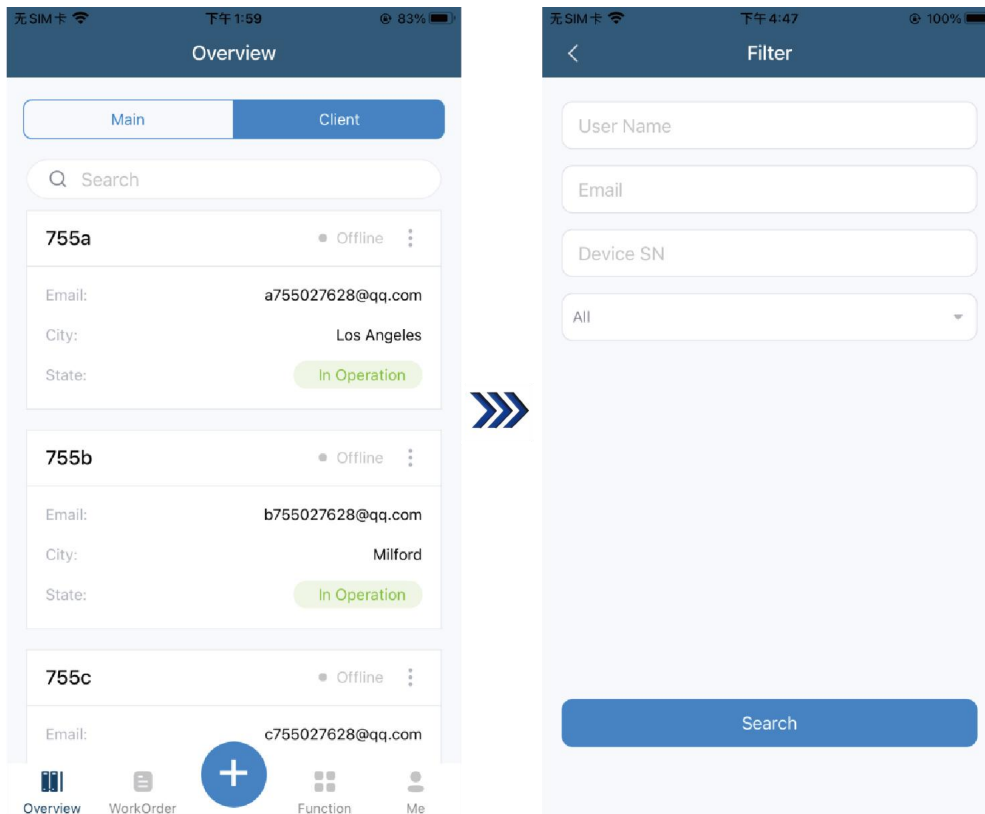 无SIM卡 下午1:59 83%
Overview
Main Client
Search
755a Offline
Email: a755027628@qq.com
City: Los Angeles
State: In Operation
755b Offline
Email: b755027628@qq.com
City: Milford
State: In Operation
755c Offline
Email: c755027628@qq.com
Overview WorkOrder Function Me
无SIM卡 下午4:47 100%
Filter
User Name
Email
Device SN
All
Search